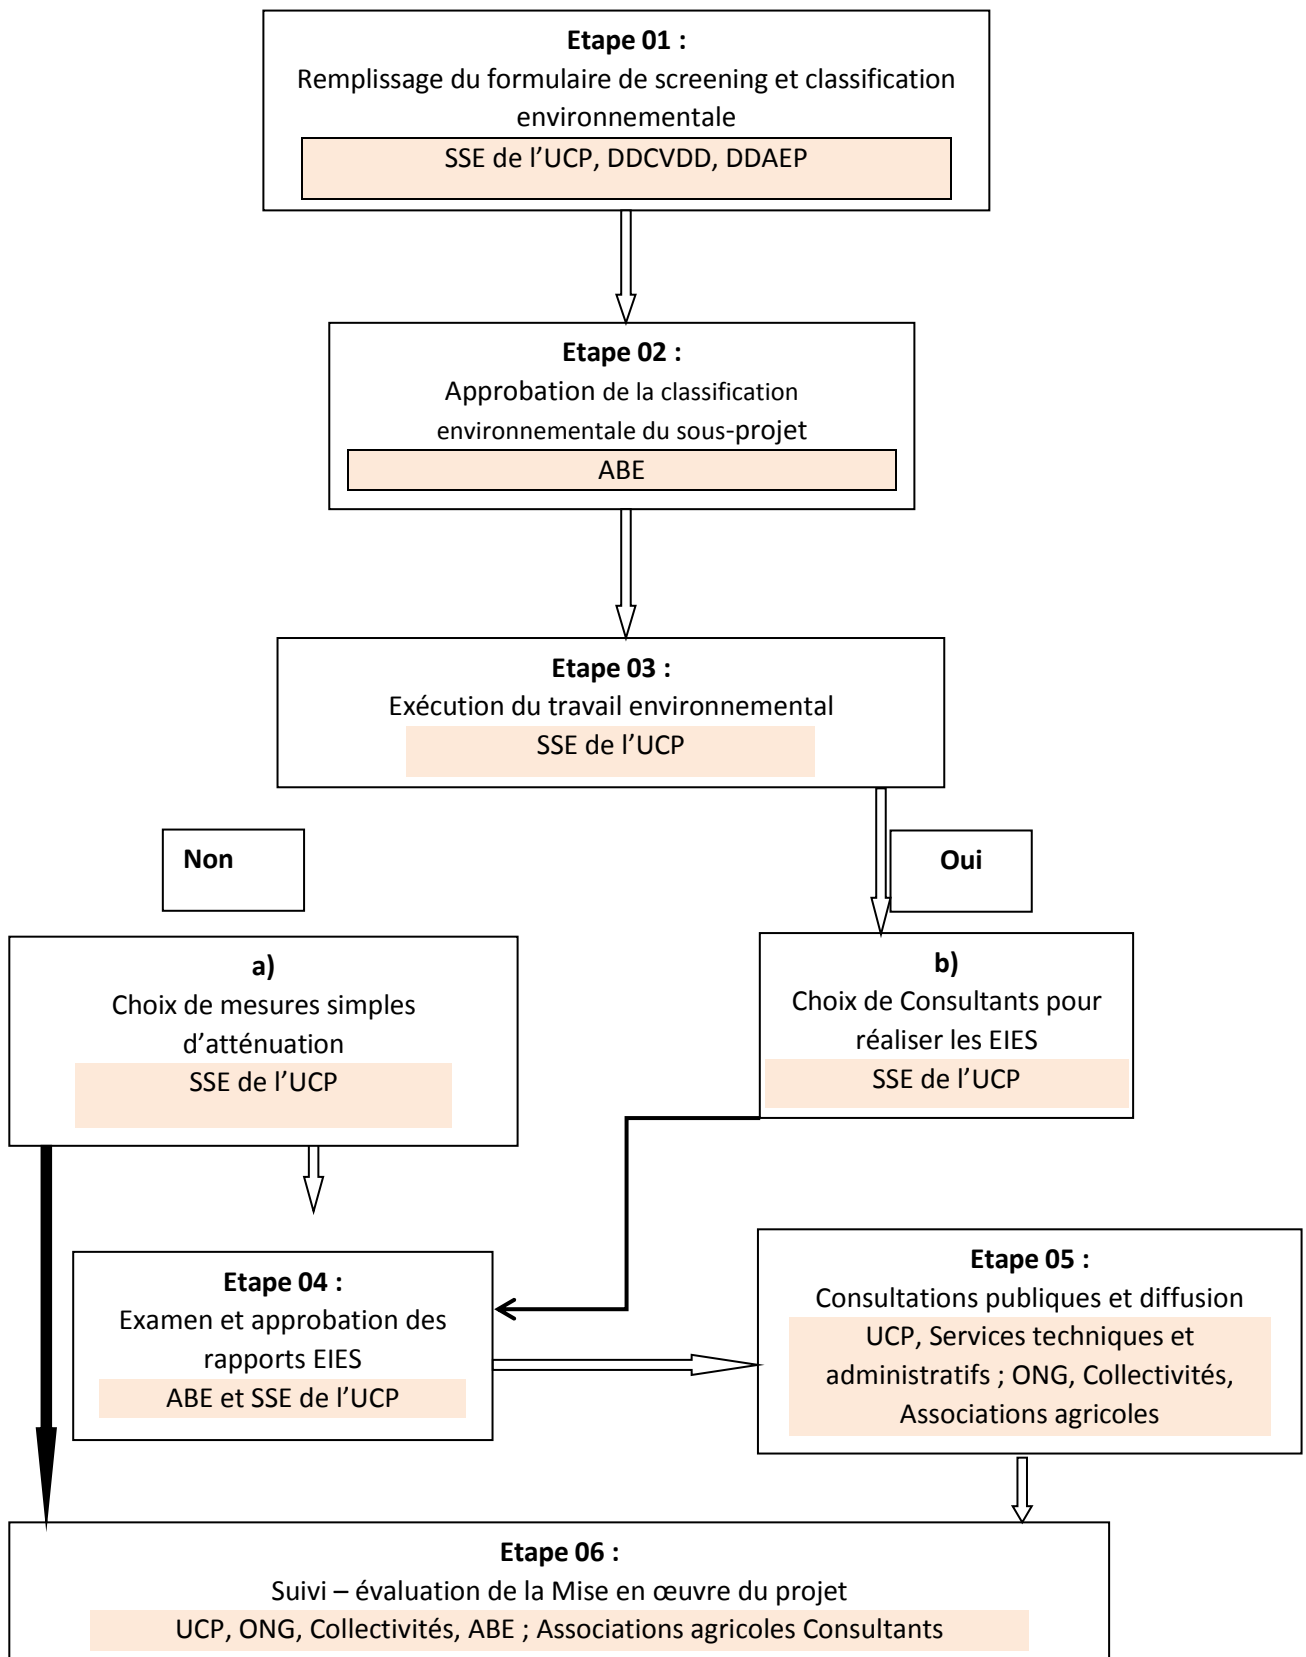 Etape 01 :
Remplissage du formulaire de screening et classification
environnementale
SSE de l’UCP, DDCVDD, DDAEP
Etape 02 :
Approbation de la classification
environnementale du sous-projet
ABE
Etape 03 :
Exécution du travail environnemental
SSE de l’UCP
Non
Oui
a)
Choix de mesures simples
d’atténuation
SSE de l’UCP
b)
Choix de Consultants pour
réaliser les EIES
SSE de l’UCP
Etape 04 :
Examen et approbation des
rapports EIES
ABE et SSE de l’UCP
Etape 05 :
Consultations publiques et diffusion
UCP, Services techniques et
administratifs ; ONG, Collectivités,
Associations agricoles
Etape 06 :
Suivi – évaluation de la Mise en œuvre du projet
UCP, ONG, Collectivités, ABE ; Associations agricoles Consultants